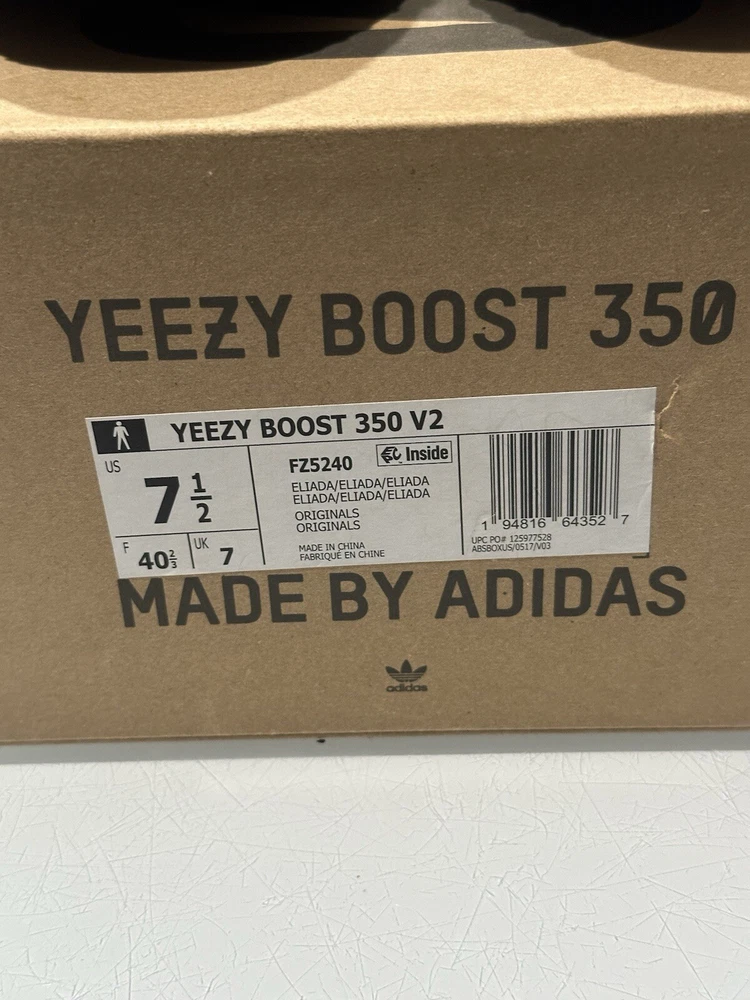 YEEZY BOOST 350
YEEZY BOOST 350 V2
US
7 1/2
F
40 2/3
UK
7
FZ5240
Inside
ELIADA/ELIADA/ELIADA
ELIADA/ELIADA/ELIADA
ORIGINALS
ORIGINALS
MADE IN CHINA
FABRIQUÉ EN CHINE
1 94816 64352 7
UPC PO# 125977528
ABSBOXUS/0517/V03
MADE BY ADIDAS
adidas